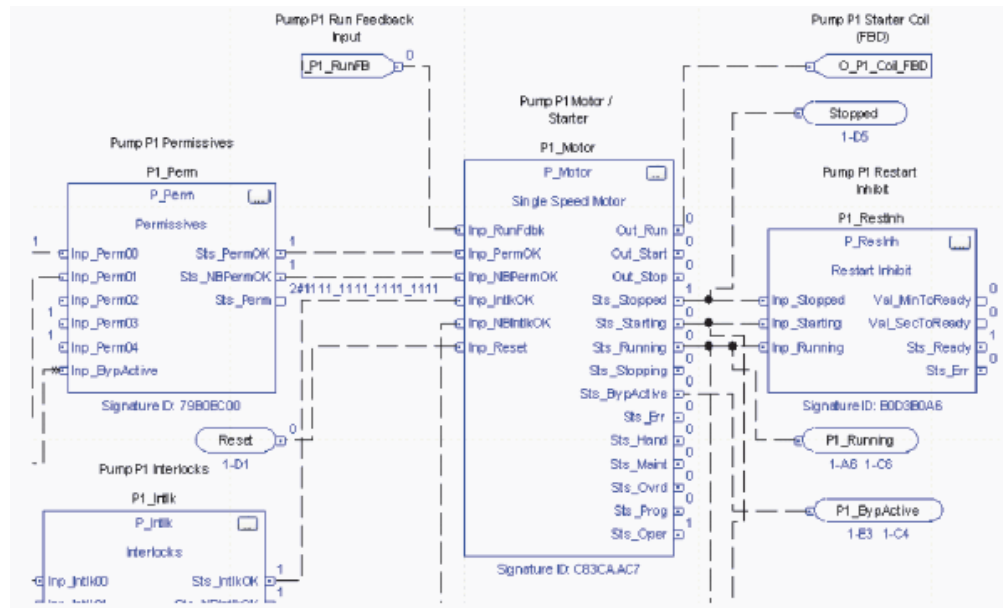 Pump P1 Run Feedback
Input
I_P1_RunFB
0
Pump P1 Starter Coil
(FBD)
O_P1_Coil_FBD
Stopped
1-D5
Pump P1 Motor /
Starter
P1_Motor
P_Motor
...
Single Speed Motor
Inp_RunFdbk
Inp_PermOK
Inp_NBPermOK
Inp_IntlkOK
Inp_NBIntlkOK
Inp_Reset
Out_Run 0
Out_Start 0
Out_Stop 0
Sts_Stopped 1
Sts_Starting 0
Sts_Running 0
Sts_Stopping 0
Sts_BypActive 0
Sts_Err 0
Sts_Hand 0
Sts_Maint 0
Sts_Ovrd 0
Sts_Prog 0
Sts_Oper 1
Signature ID: C83CAAC7
Pump P1 Permissives
P1_Perm
P_Perm
...
Permissives
1 Inp_Perm00
Inp_Perm01
Inp_Perm02
1 Inp_Perm03
1 Inp_Perm04
Inp_BypActive
Sts_PermOK 1
Sts_NBPermOK 1
Sts_Perm
1111_1111_1111_1111
Signature ID: 79B0EC00
Reset 0
1-D1
Pump P1 Interlocks
P1_Intlk
P_Intlk
...
Interlocks
Inp_Intlk00
Sts_IntlkOK 1
1
Pump P1 Restart
Inhibit
P1_RestInh
P_ResInh
...
Restart Inhibit
Inp_Stopped
Inp_Starting
Inp_Running
Val_MinToReady 0
Val_SecToReady 0
Sts_Ready 1
Sts_Err 0
Signature ID: E0D3E0A6
P1_Running
1-A6 1-C6
P1_BypActive
1-E3 1-C4